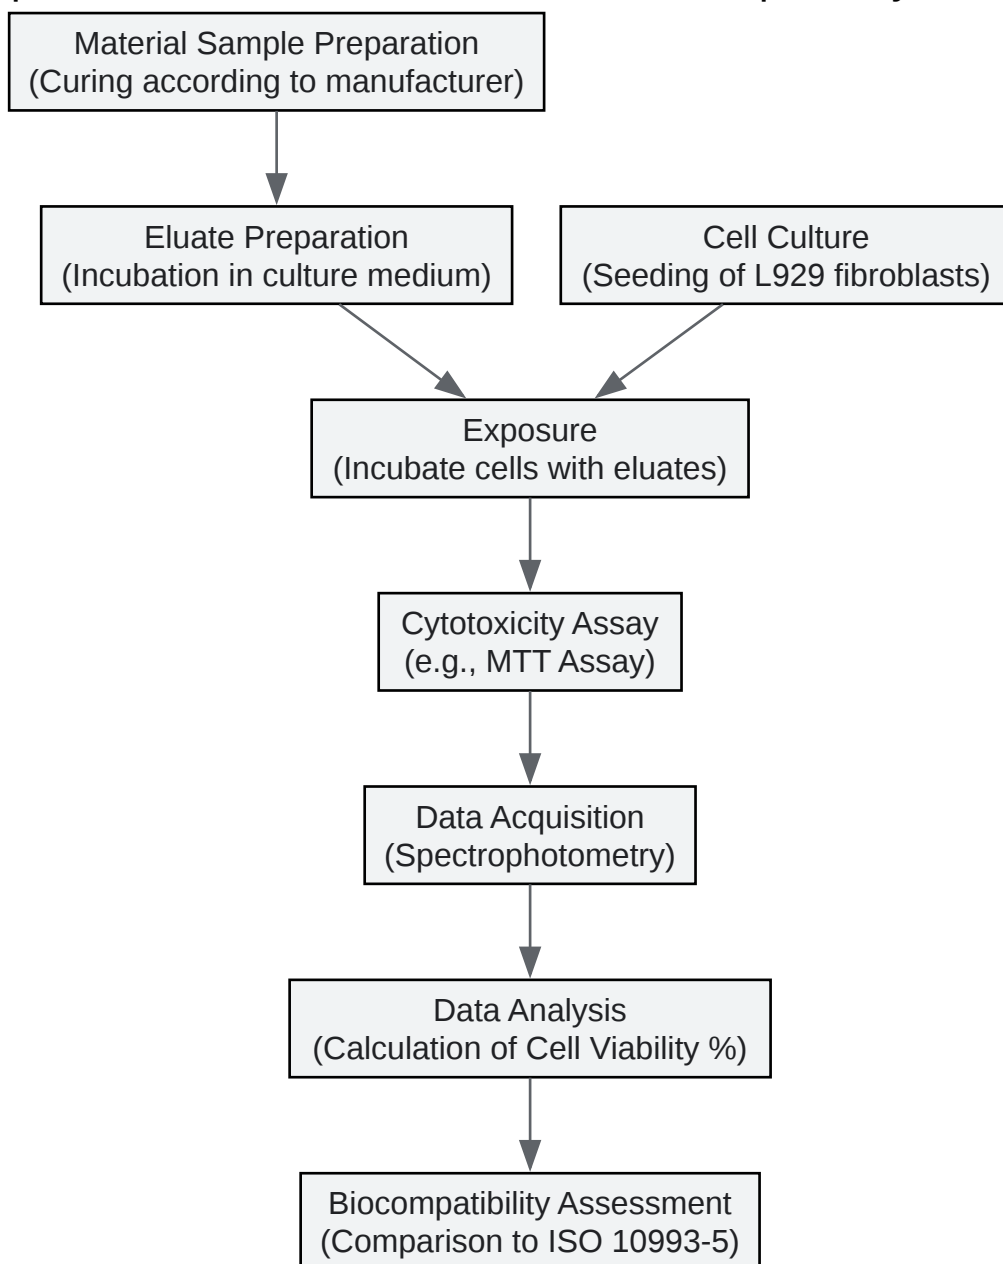 Material Sample Preparation
(Curing according to manufacturer)
Eluate Preparation
(Incubation in culture medium)
Cell Culture
(Seeding of L929 fibroblasts)
Exposure
(Incubate cells with eluates)
Cytotoxicity Assay
(e.g., MTT Assay)
Data Acquisition
(Spectrophotometry)
Data Analysis
(Calculation of Cell Viability %)
Biocompatibility Assessment
(Comparison to ISO 10993-5)